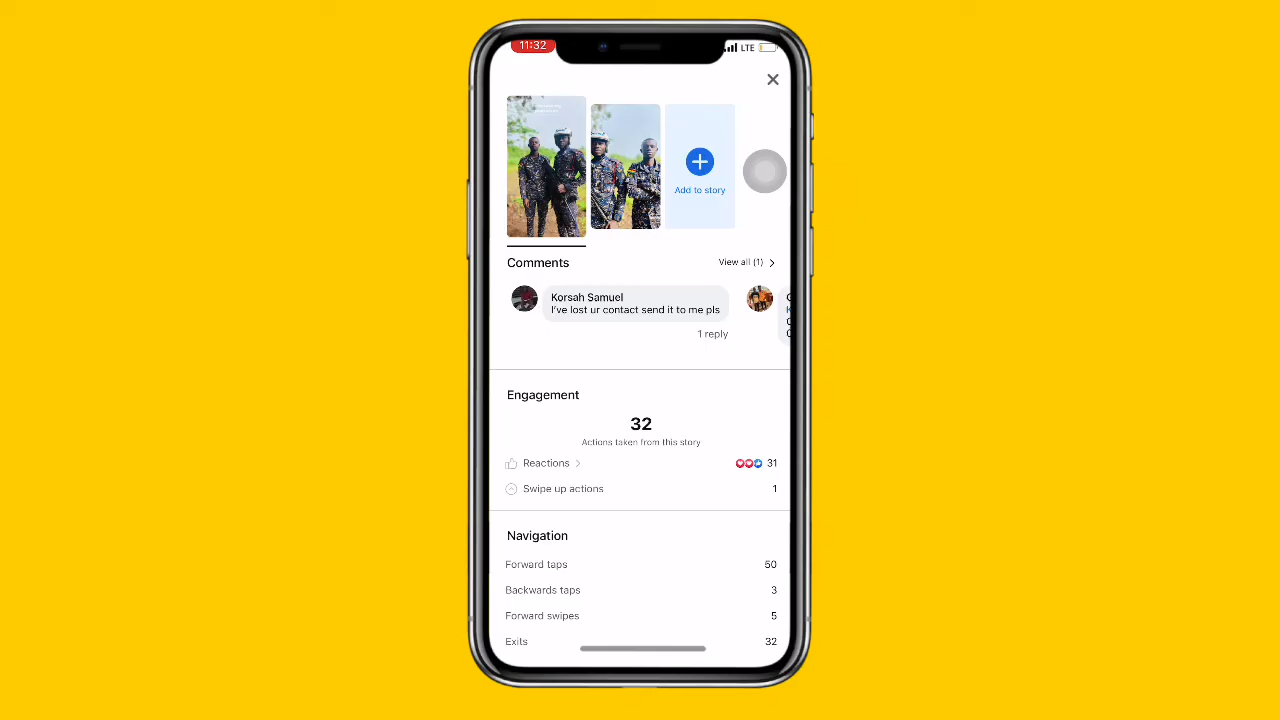 11:32
LTE
Add to story
Comments
View all (1)
Korsah Samuel
I've lost ur contact send it to me pls
1 reply
Engagement
32
Actions taken from this story
Reactions
31
Swipe up actions
1
Navigation
Forward taps
50
Backwards taps
3
Forward swipes
5
Exits
32